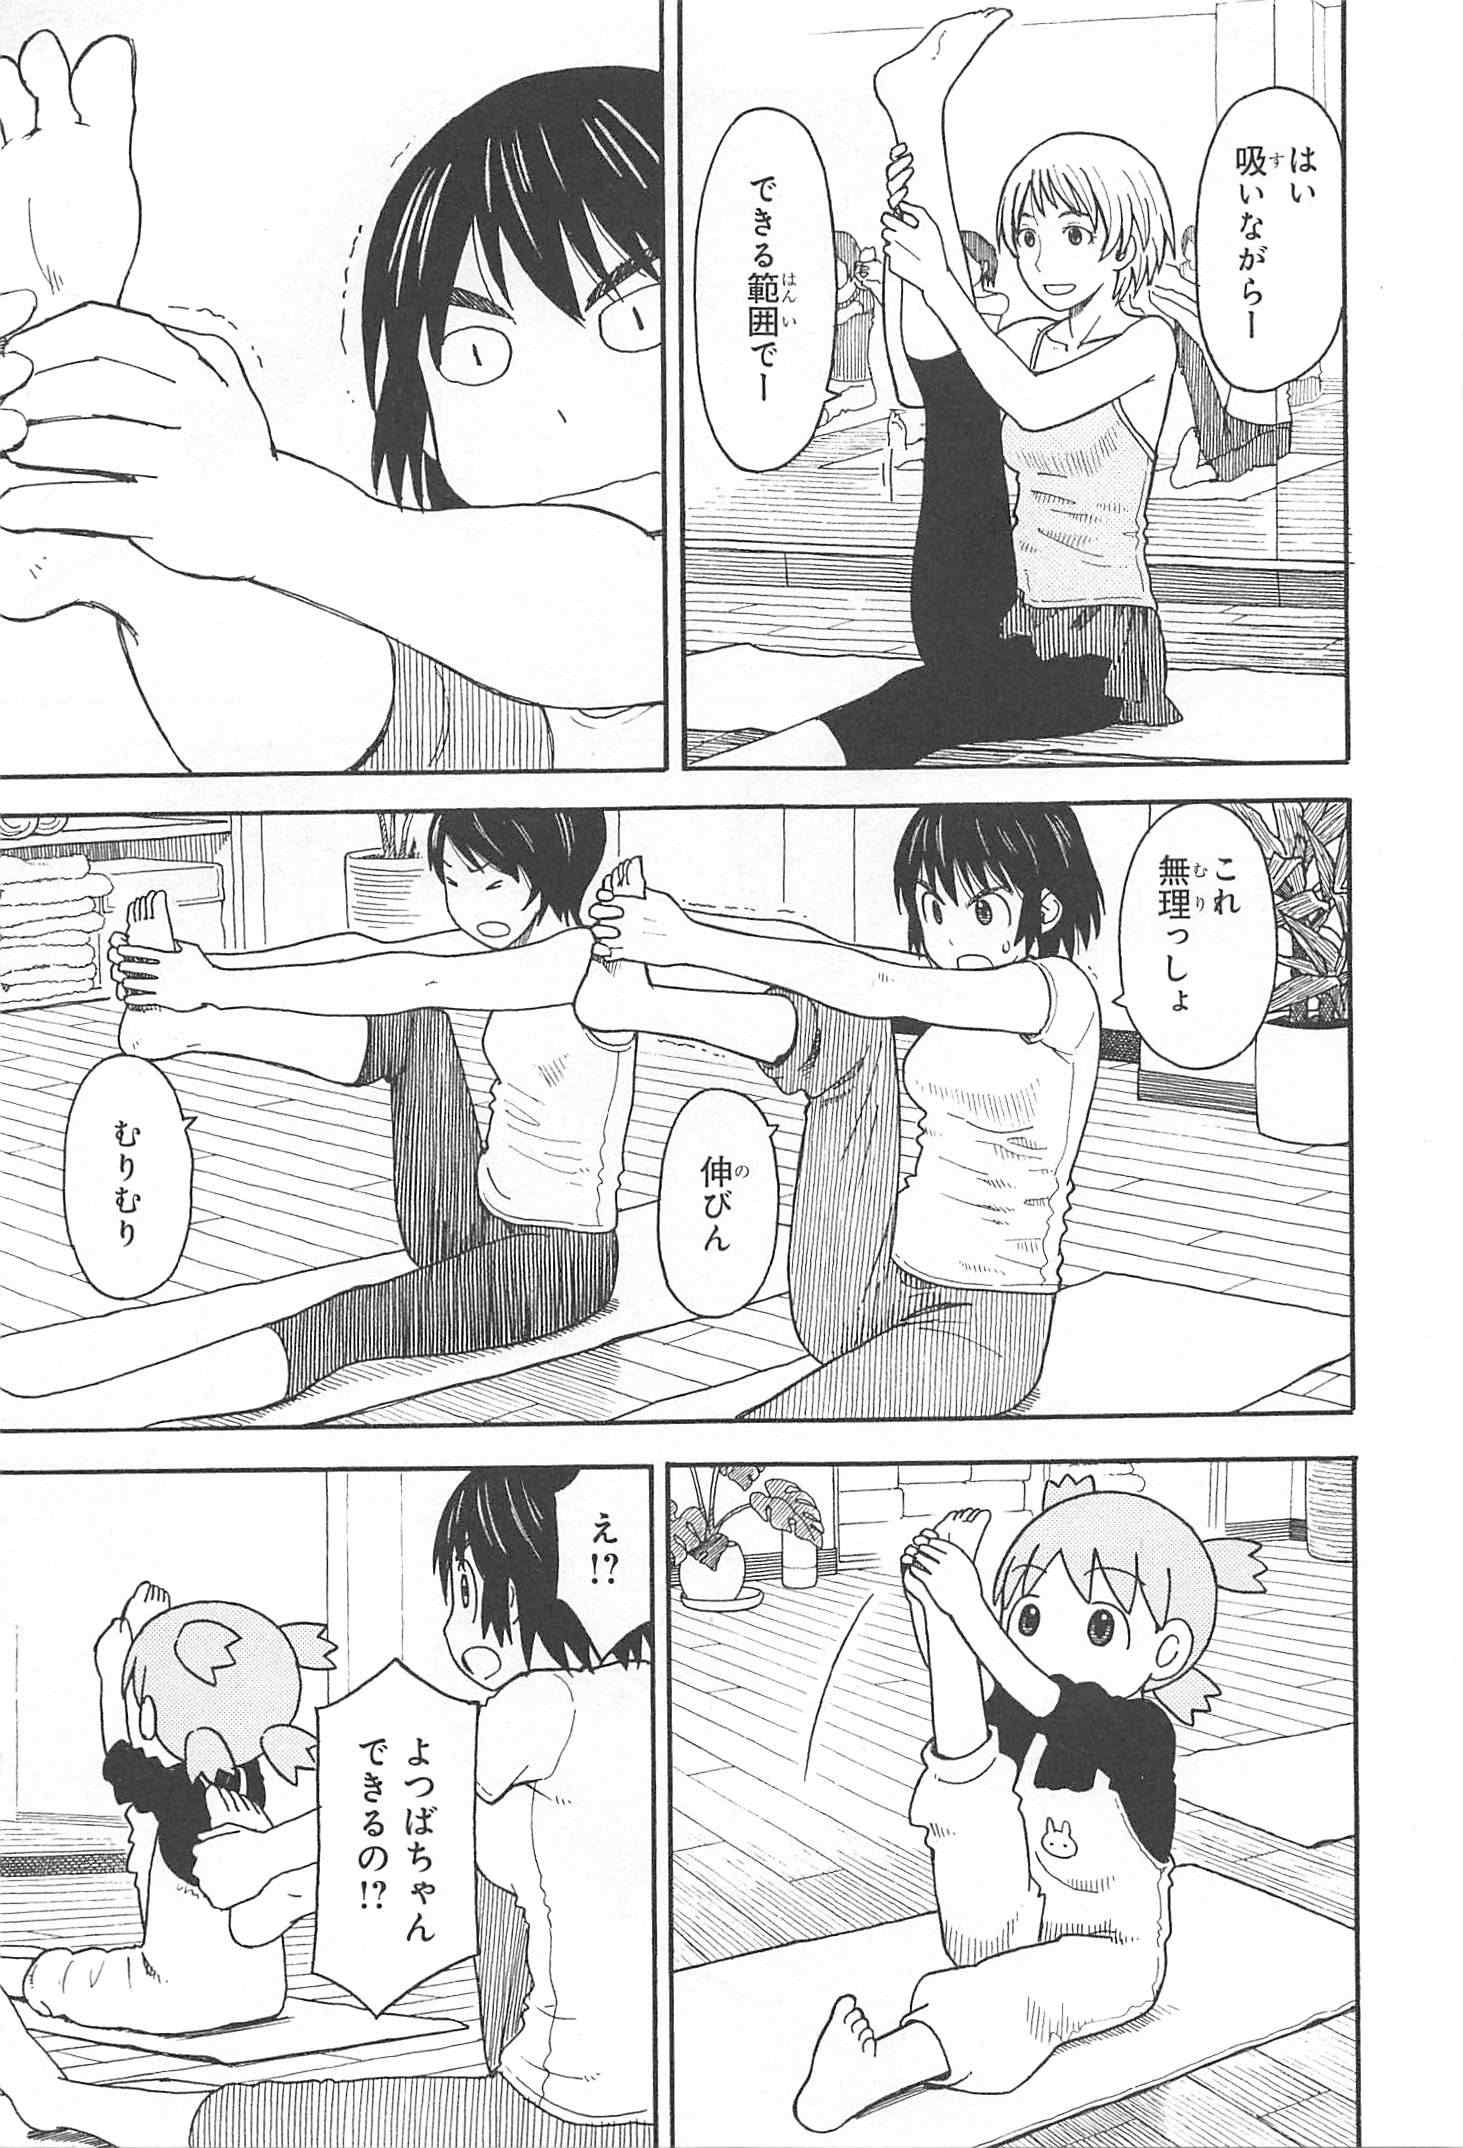 はい
吸いながらー
できる範囲でー
これ
無理っしょ
伸びん
むりむり
え!?
よつばちゃん
できるの!?